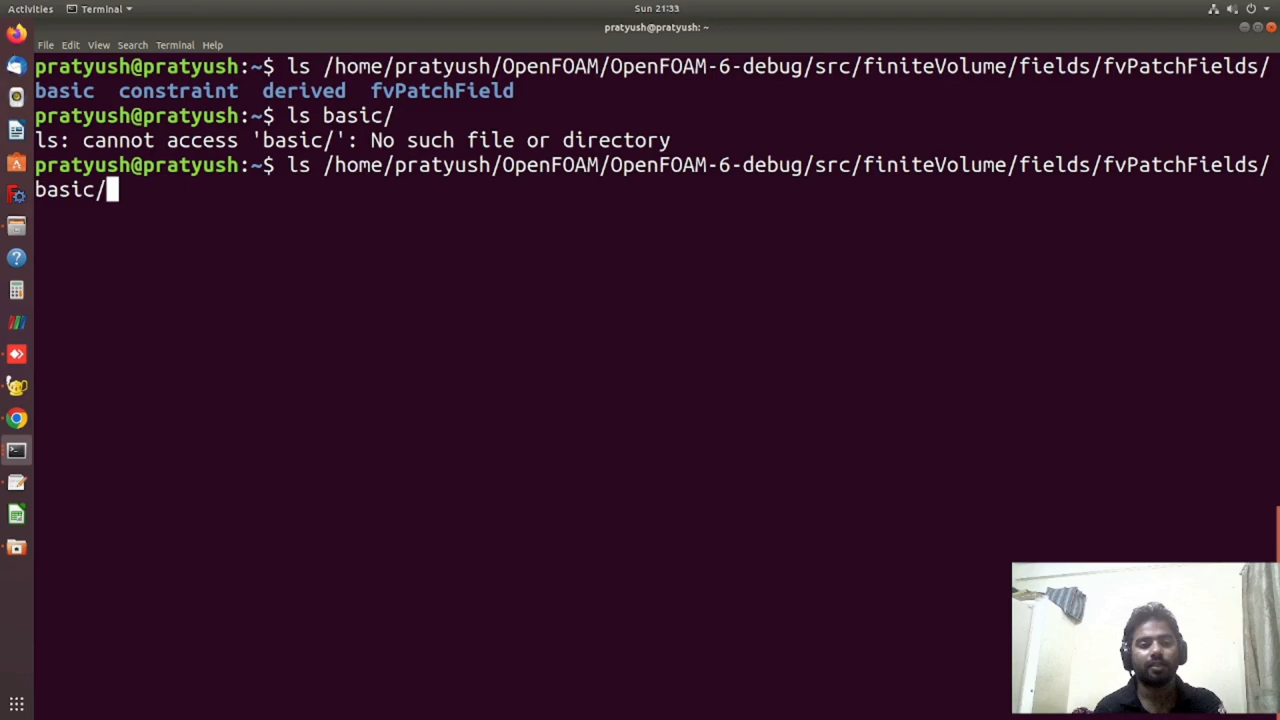 Activities Terminal Sun 21:33
pratyush@pratyush: ~
File Edit View Search Terminal Help
pratyush@pratyush:~$ ls /home/pratyush/OpenFOAM/OpenFOAM-6-debug/src/finiteVolume/fields/fvPatchFields/
basic constraint derived fvPatchField
pratyush@pratyush:~$ ls basic/
ls: cannot access 'basic/': No such file or directory
pratyush@pratyush:~$ ls /home/pratyush/OpenFOAM/OpenFOAM-6-debug/src/finiteVolume/fields/fvPatchFields/
basic/